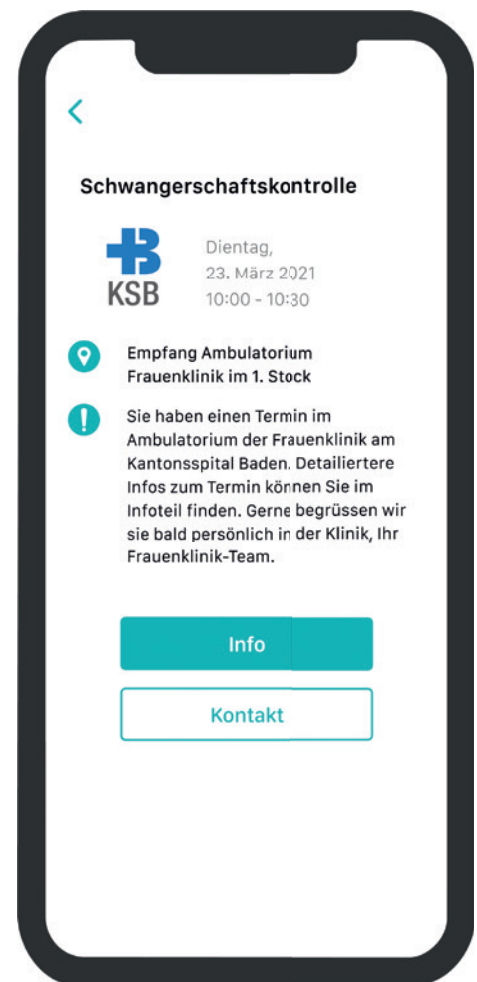 Schwangerschaftskontrolle
KSB
Dientag,
23. März 2021
10:00 - 10:30
Empfang Ambulatorium
Frauenklinik im 1. Stock
Sie haben einen Termin im
Ambulatorium der Frauenklinik am
Kantonsspital Baden. Detailiertere
Infos zum Termin können Sie im
Infoteil finden. Gerne begrüssen wir
sie bald persönlich in der Klinik, Ihr
Frauenklinik-Team.
Info
Kontakt